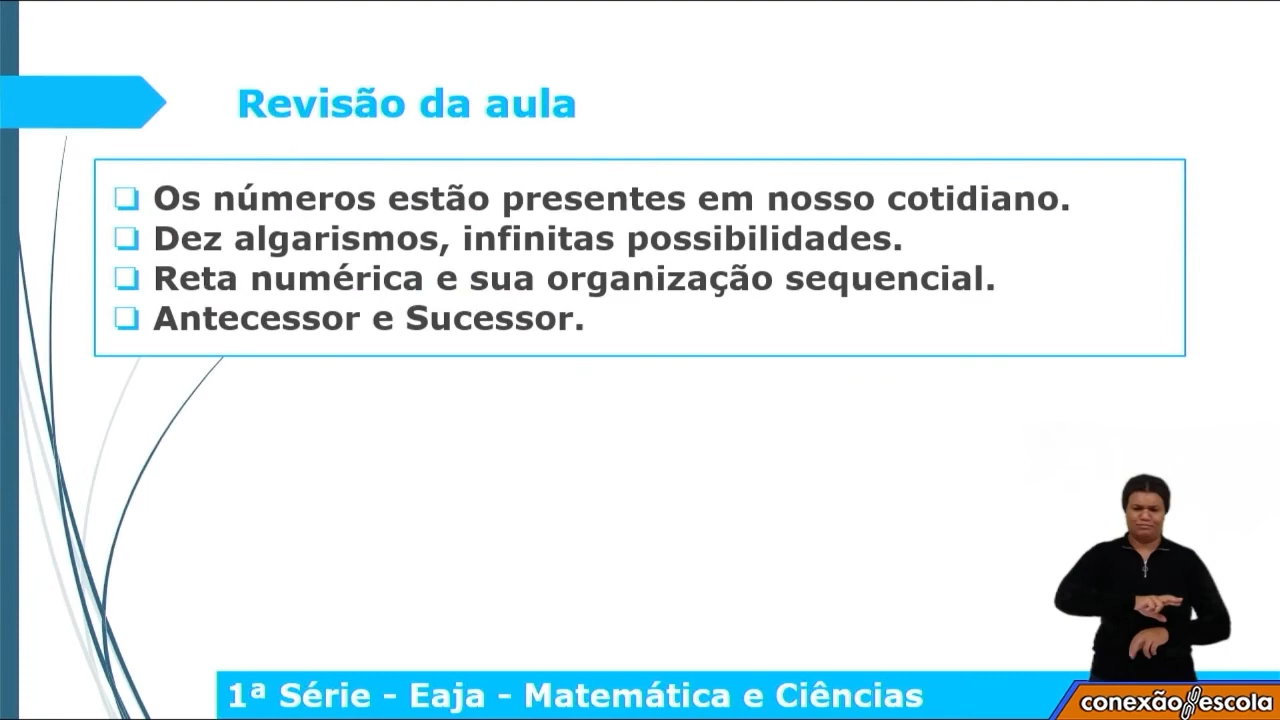 Revisão da aula
Os números estão presentes em nosso cotidiano.
Dez algarismos, infinitas possibilidades.
Reta numérica e sua organização sequencial.
Antecessor e Sucessor.
1ª Série - Eaja - Matemática e Ciências
conexão escola